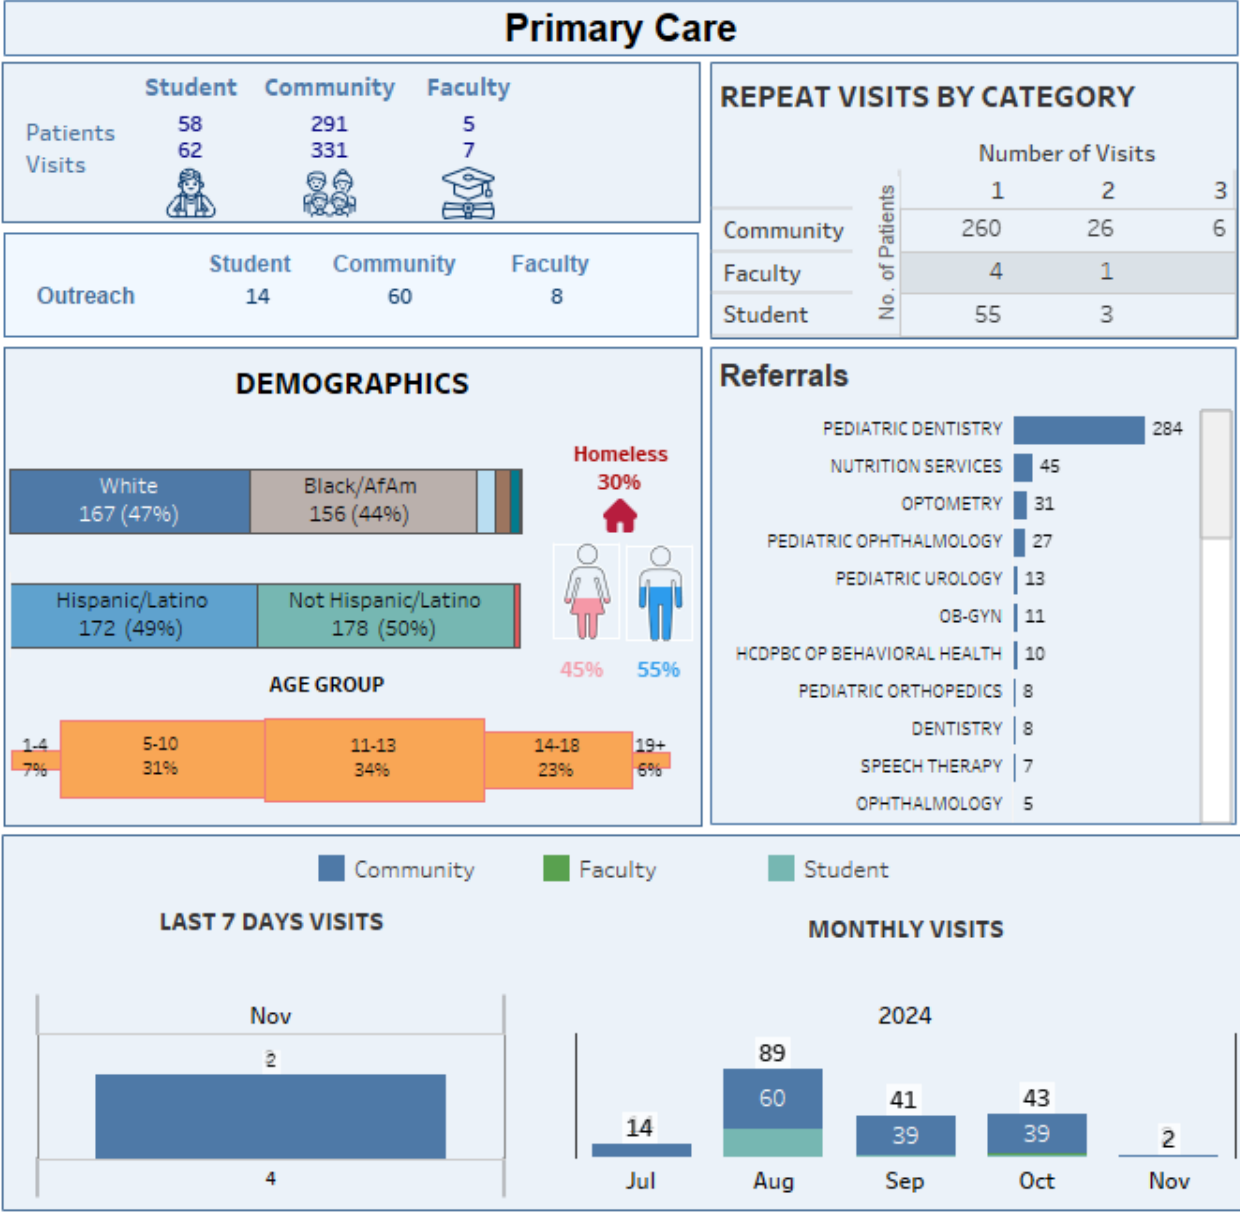 Primary Care
Student Community Faculty
Patients 58 291 5
Visits 62 331 7
Student Community Faculty
Outreach 14 60 8
REPEAT VISITS BY CATEGORY
Number of Visits
No. of Patients
1 2 3
Community 260 26 6
Faculty 4 1
Student 55 3
DEMOGRAPHICS
White
167 (47%)
Black/AfAm
156 (44%)
Homeless
30%
Hispanic/Latino
172 (49%)
Not Hispanic/Latino
178 (50%)
45% 55%
AGE GROUP
1-4
7%
5-10
31%
11-13
34%
14-18
23%
19+
6%
Referrals
PEDIATRIC DENTISTRY 284
NUTRITION SERVICES 45
OPTOMETRY 31
PEDIATRIC OPHTHALMOLOGY 27
PEDIATRIC UROLOGY 13
OB-GYN 11
HCDPBC OP BEHAVIORAL HEALTH 10
PEDIATRIC ORTHOPEDICS 8
DENTISTRY 8
SPEECH THERAPY 7
OPHTHALMOLOGY 5
Community Faculty Student
LAST 7 DAYS VISITS
Nov
2
4
MONTHLY VISITS
2024
14 89 41 43 2
60 39 39
Jul Aug Sep Oct Nov